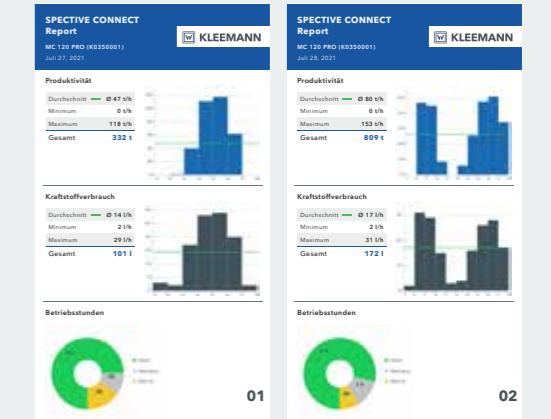 SPECTIVE CONNECT
Report
KLEEMANN
MC 120 PRO (K0350001)
Juli 27, 2021
Produktivität
Durchschnitt Ø 47 t/h
Minimum 0 t/h
Maximum 118 t/h
Gesamt 332 t
Kraftstoffverbrauch
Durchschnitt Ø 14 l/h
Minimum 2 l/h
Maximum 29 l/h
Gesamt 101 l
Betriebsstunden
01
SPECTIVE CONNECT
Report
KLEEMANN
MC 120 PRO (K0350001)
Juli 28, 2021
Produktivität
Durchschnitt Ø 80 t/h
Minimum 0 t/h
Maximum 153 t/h
Gesamt 809 t
Kraftstoffverbrauch
Durchschnitt Ø 17 l/h
Minimum 2 l/h
Maximum 31 l/h
Gesamt 172 l
Betriebsstunden
02